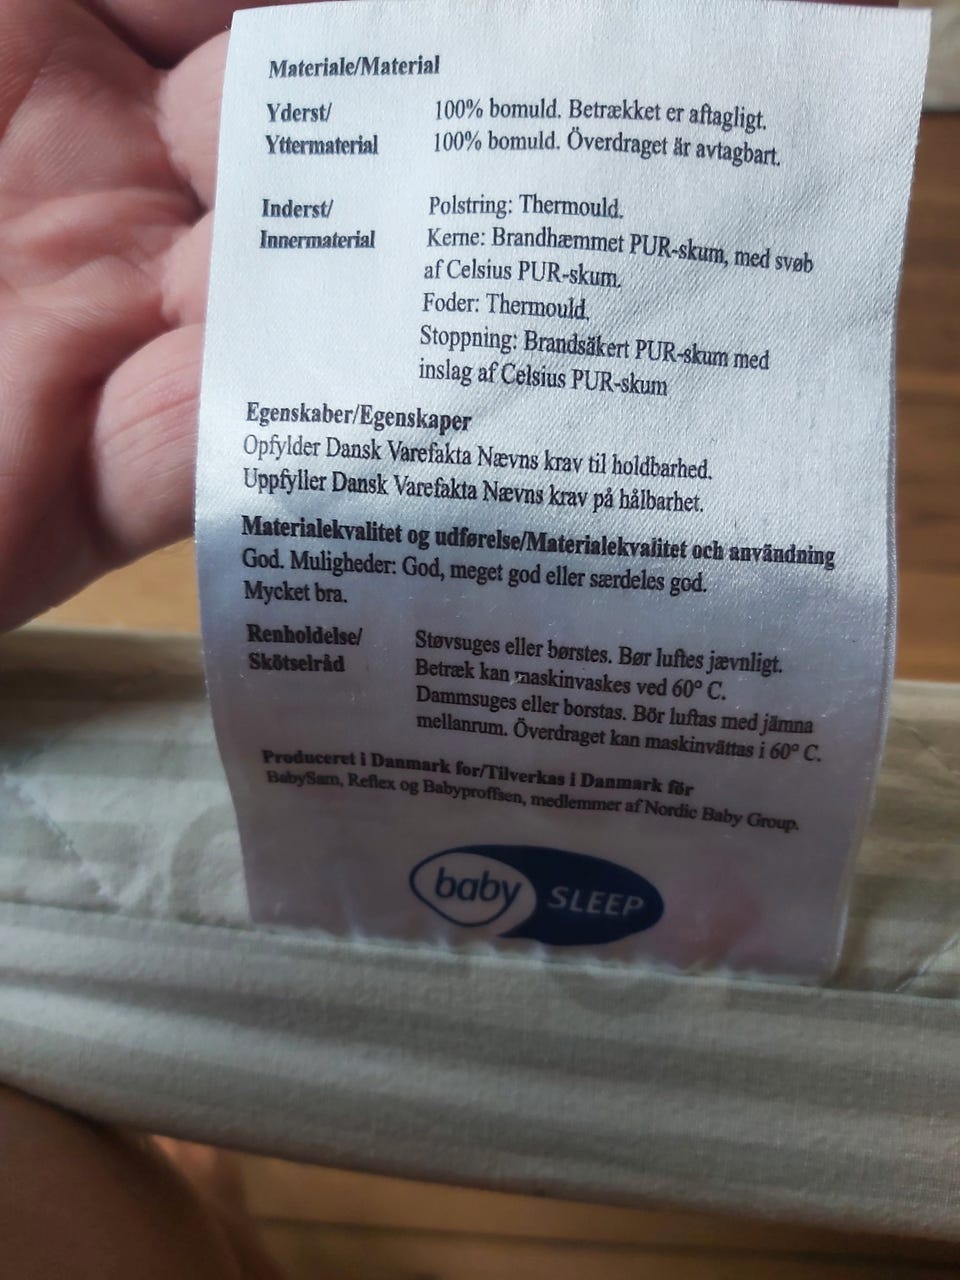 Materiale/Material
Yderst/ 100% bomuld. Betrækket er aftagligt.
Yttermaterial 100% bomuld. Överdraget är avtagbart.
Inderst/ Polstring: Thermould.
Innermaterial Kerne: Brandhæmmet PUR-skum, med svøb
af Celsius PUR-skum.
Foder: Thermould.
Stoppning: Brandsäkert PUR-skum med
inslag af Celsius PUR-skum
Egenskaber/Egenskaper
Opfylder Dansk Varefakta Nævns krav til holdbarhed.
Uppfyller Dansk Varefakta Nævns krav på hålbarhet.
Materialekvalitet og udførelse/Materialekvalitet och användning
God. Muligheder: God, meget god eller særdeles god.
Mycket bra.
Renholdelse/ Støvsuges eller børstes. Bør luftes jævnligt.
Skötselråd Betræk kan maskinvaskes ved 60° C.
Dammsuges eller borstas. Bör luftas med jämna
mellanrum. Överdraget kan maskinvättas i 60° C.
Produceret i Danmark for/Tilverkas i Danmark för
BabySam, Reflex og Babyproffsen, medlemmer af Nordic Baby Group.
baby SLEEP